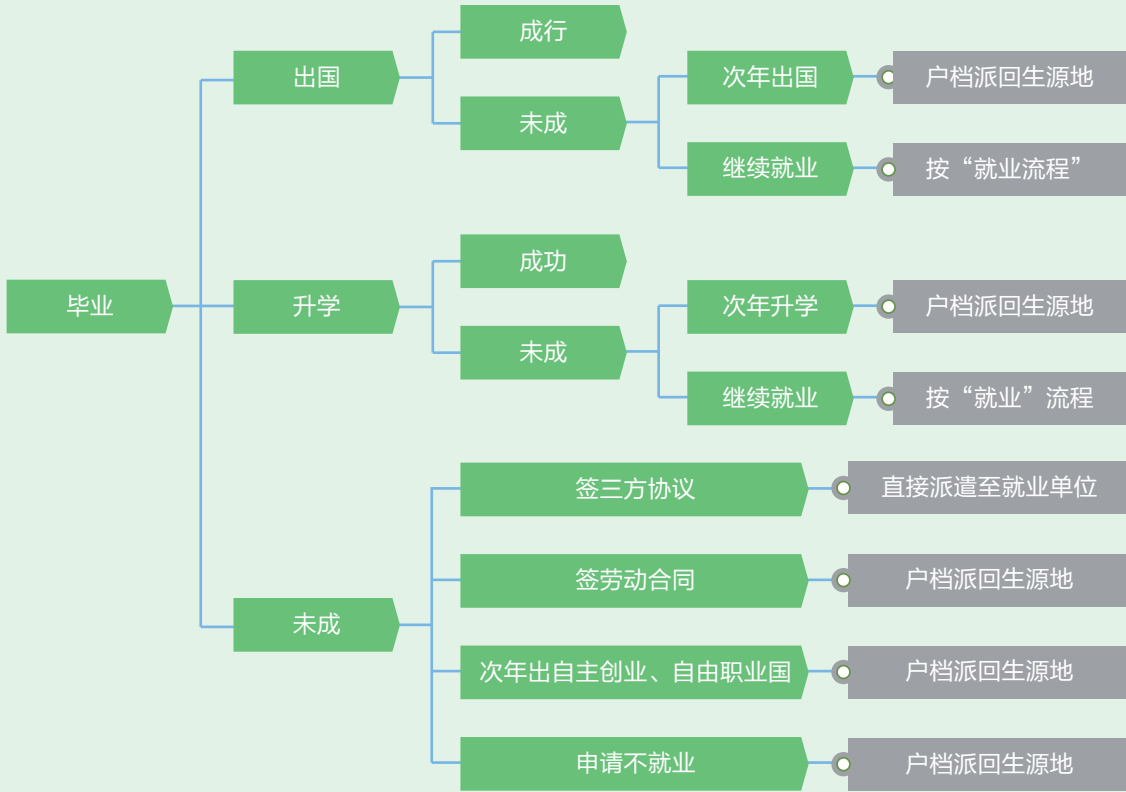 成行
出国
次年出国
户档派回生源地
未成
继续就业
按“就业流程”
成功
毕业
升学
次年升学
户档派回生源地
未成
继续就业
按“就业”流程
签三方协议
直接派遣至就业单位
签劳动合同
户档派回生源地
未成
次年出自主创业、自由职业国
户档派回生源地
申请不就业
户档派回生源地